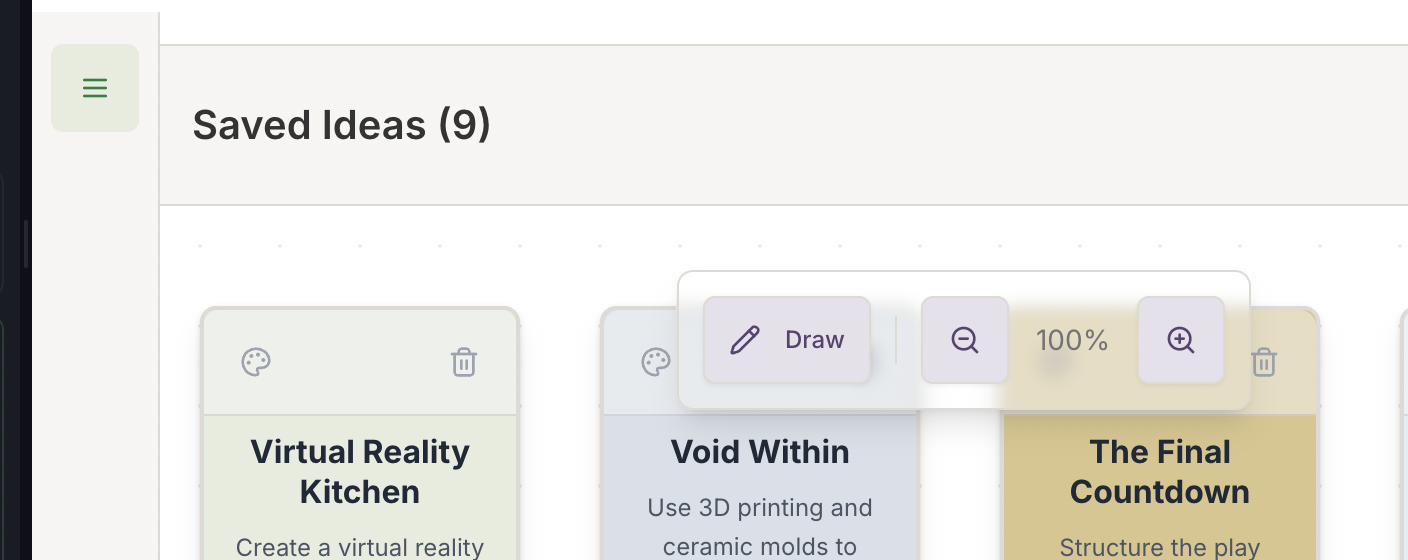 Saved Ideas (9)
Draw
100%
Virtual Reality
Kitchen
Create a virtual reality
Void Within
Use 3D printing and
ceramic molds to
The Final
Countdown
Structure the play